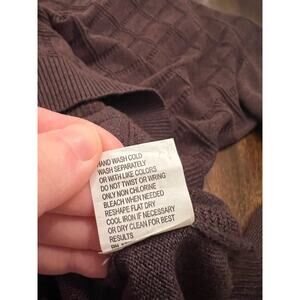 HAND WASH COLD
WASH SEPARATELY
OR WITH LIKE COLORS
DO NOT TWIST OR WRING
ONLY NON CHLORINE
BLEACH WHEN NEEDED
RESHAPE FLAT DRY
COOL IRON IF NECESSARY
OR DRY CLEAN FOR BEST
RESULTS